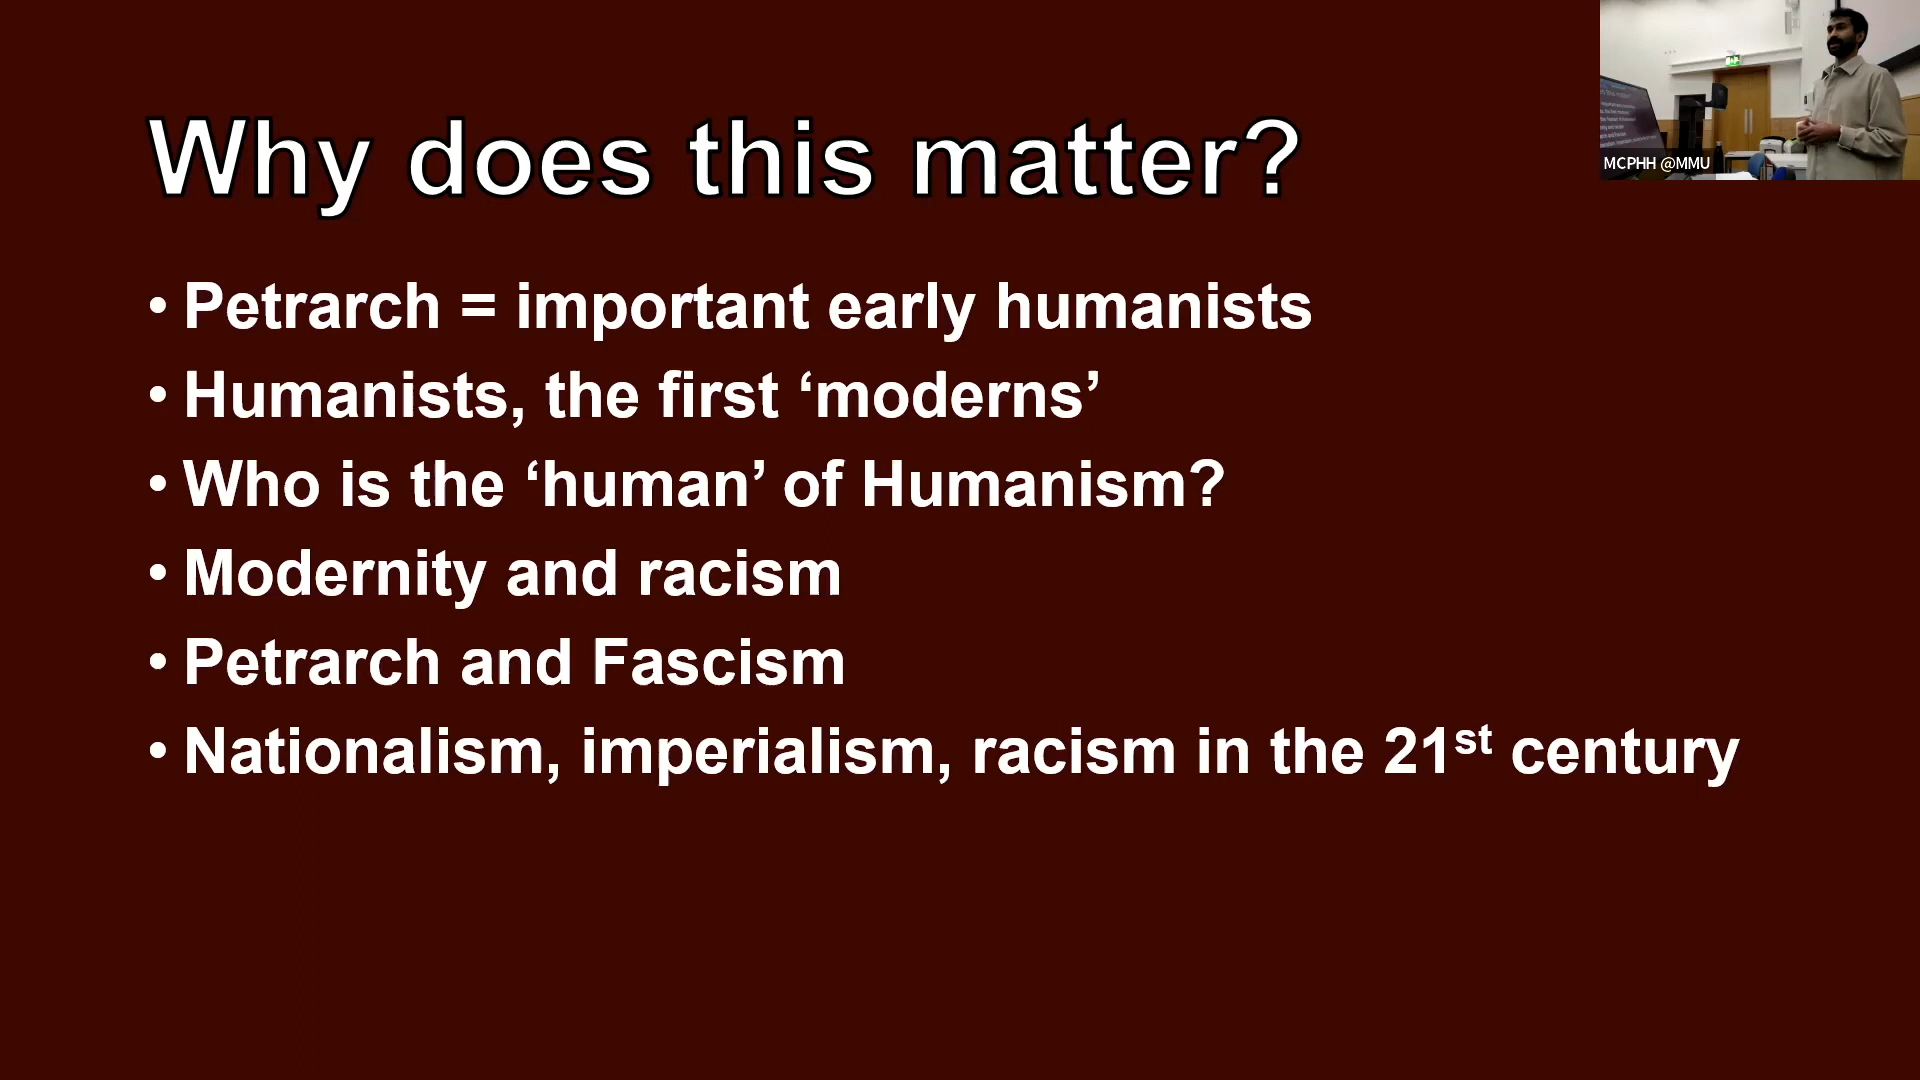 Why does this matter?
• Petrarch = important early humanists
• Humanists, the first ‘moderns’
• Who is the ‘human’ of Humanism?
• Modernity and racism
• Petrarch and Fascism
• Nationalism, imperialism, racism in the 21st century
MCPHH @MMU